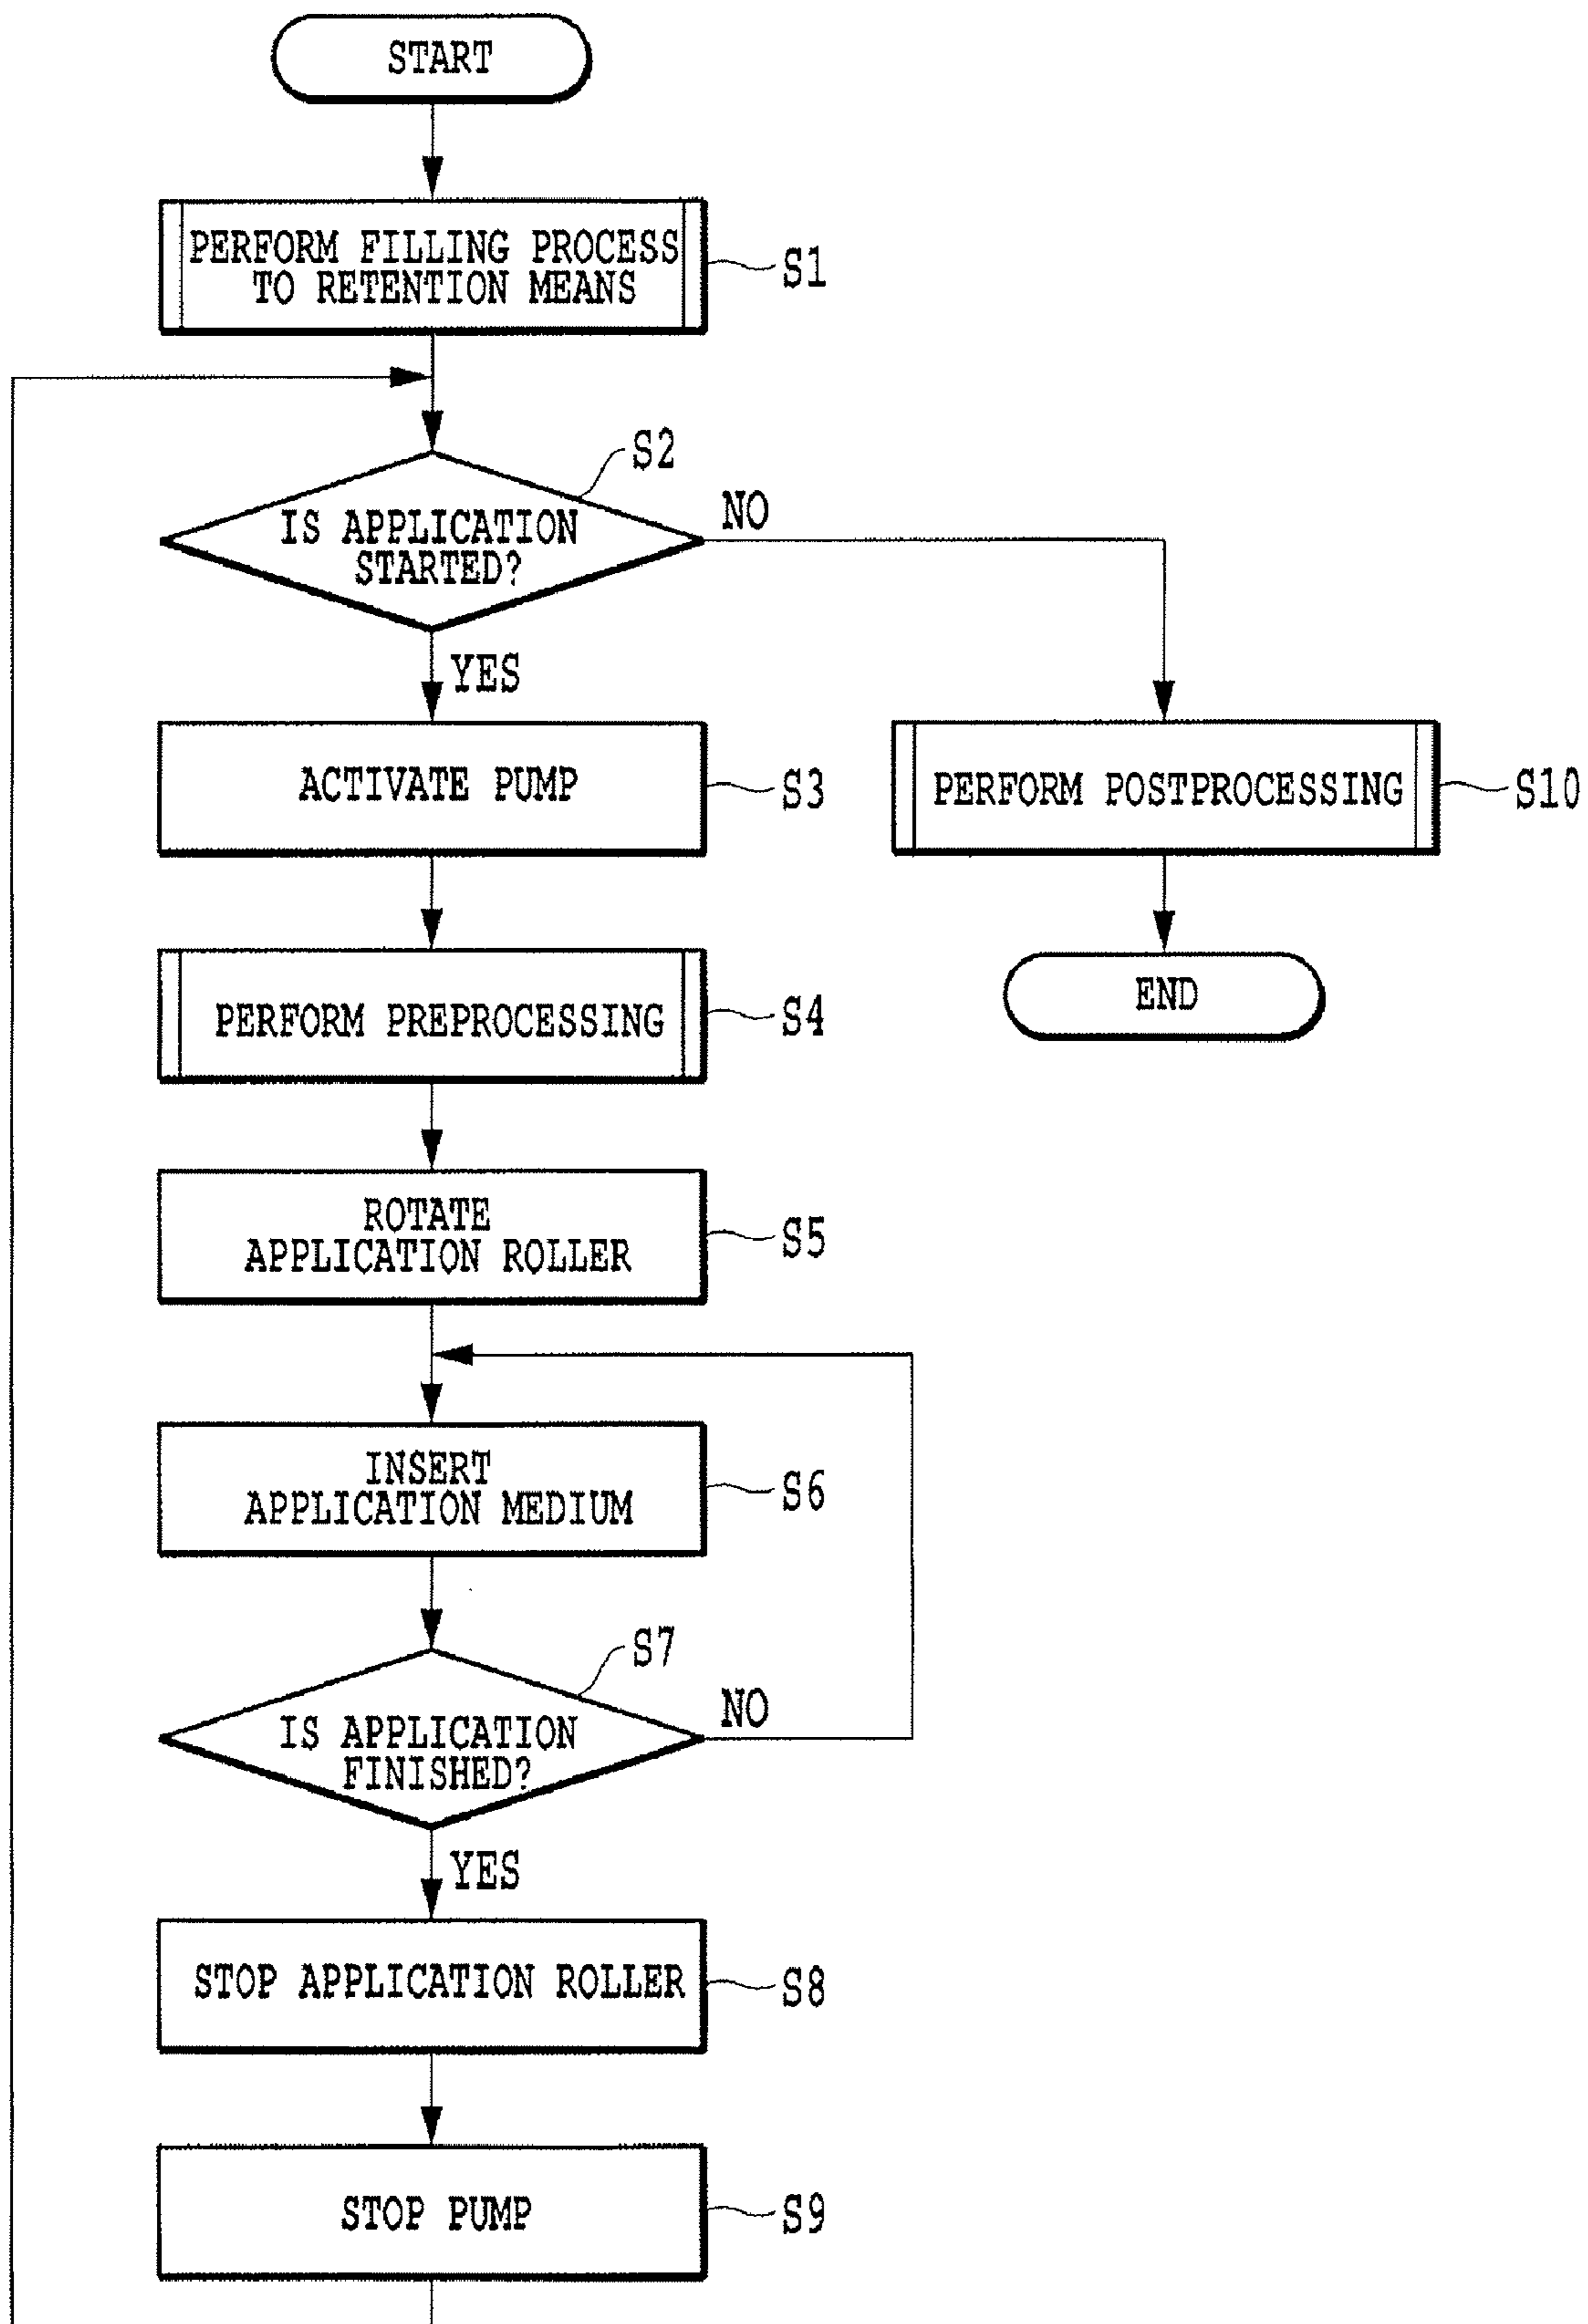 START
PERFORM FILLING PROCESS
TO RETENTION MEANS
S1
S2
IS APPLICATION
STARTED?
NO
YES
ACTIVATE PUMP
S3
PERFORM POSTPROCESSING
S10
PERFORM PREPROCESSING
S4
END
ROTATE
APPLICATION ROLLER
S5
INSERT
APPLICATION MEDIUM
S6
S7
IS APPLICATION
FINISHED?
NO
YES
STOP APPLICATION ROLLER
S8
STOP PUMP
S9